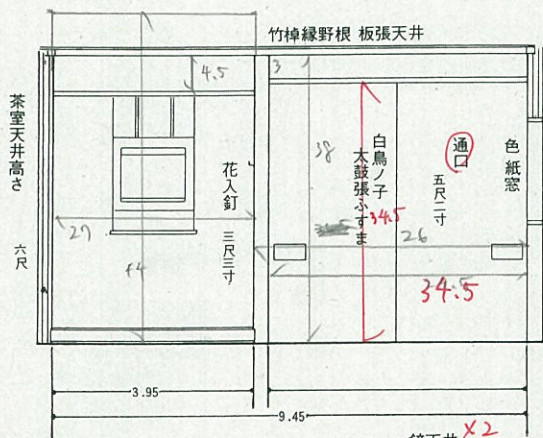 竹棹縁野根 板張天井
4.5
3
茶室天井高さ
六尺
花入釘
三尺三寸
27
38
白鳥ノ子
太鼓張ふすま
34.5
通口
五尺二寸
色紙窓
26
34.5
3.95
9.45
×2